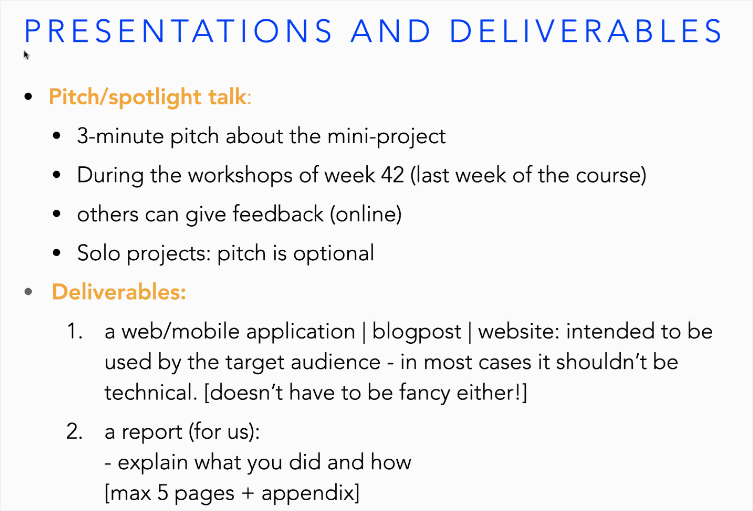 PRESENTATIONS AND DELIVERABLES
• Pitch/spotlight talk:
• 3-minute pitch about the mini-project
• During the workshops of week 42 (last week of the course)
• others can give feedback (online)
• Solo projects: pitch is optional
• Deliverables:
1. a web/mobile application | blogpost | website: intended to be
used by the target audience - in most cases it shouldn't be
technical. [doesn't have to be fancy either!]
2. a report (for us):
- explain what you did and how
[max 5 pages + appendix]